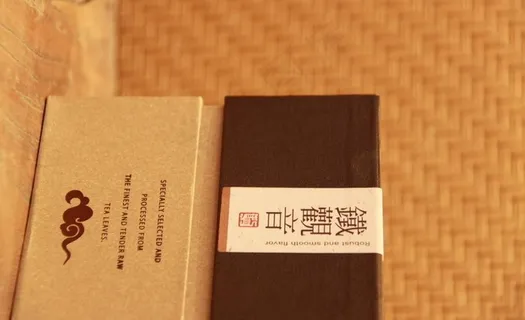 SPECIALLY SELECTED AND
PROCESSED FROM
THE FINEST AND TENDER RAW
TEA LEAVES.
鐵觀音
Robust and smooth flavor